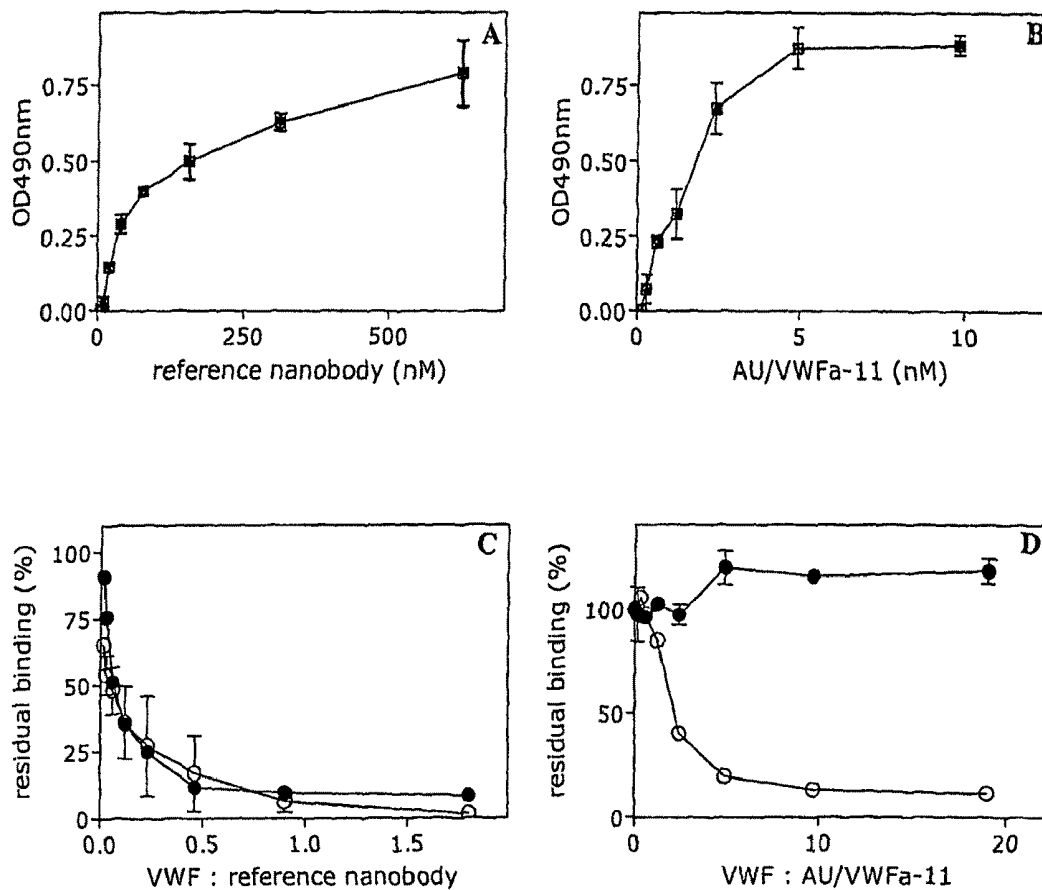 A
OD490nm
0.75
0.50
0.25
0.00
0 250 500
reference nanobody (nM)
B
OD490nm
0.75
0.50
0.25
0.00
0 5 10
AU/VWFa-11 (nM)
C
residual binding (%)
100
75
50
25
0
0.0 0.5 1.0 1.5
VWF : reference nanobody
D
residual binding (%)
100
50
0
0 10 20
VWF : AU/VWFa-11